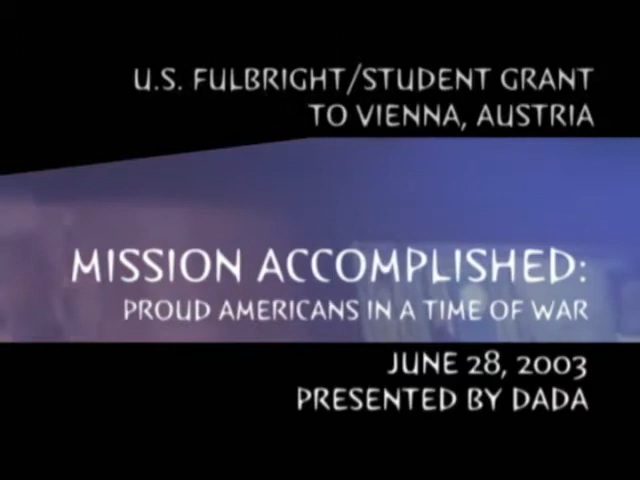 U.S. FULBRIGHT/STUDENT GRANT
TO VIENNA, AUSTRIA
MISSION ACCOMPLISHED:
PROUD AMERICANS IN A TIME OF WAR
JUNE 28, 2003
PRESENTED BY DADA